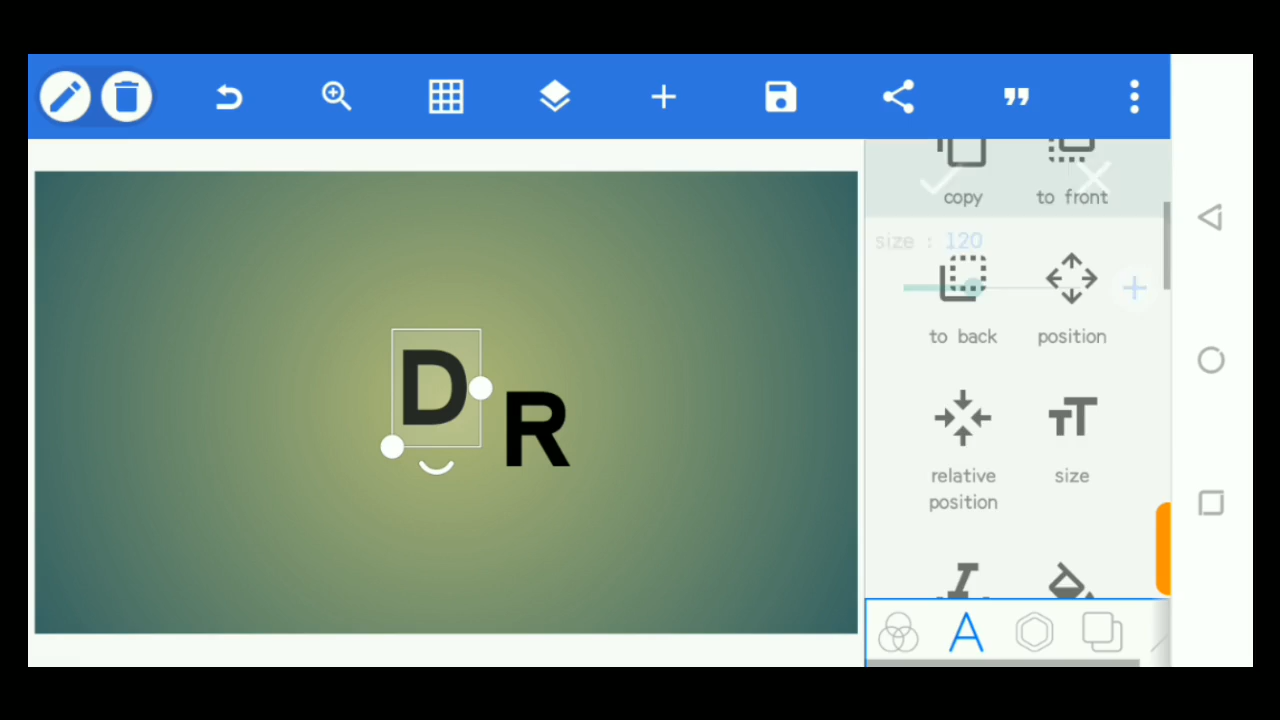 copy
to front
size : 120
to back
position
relative
position
size
D
R